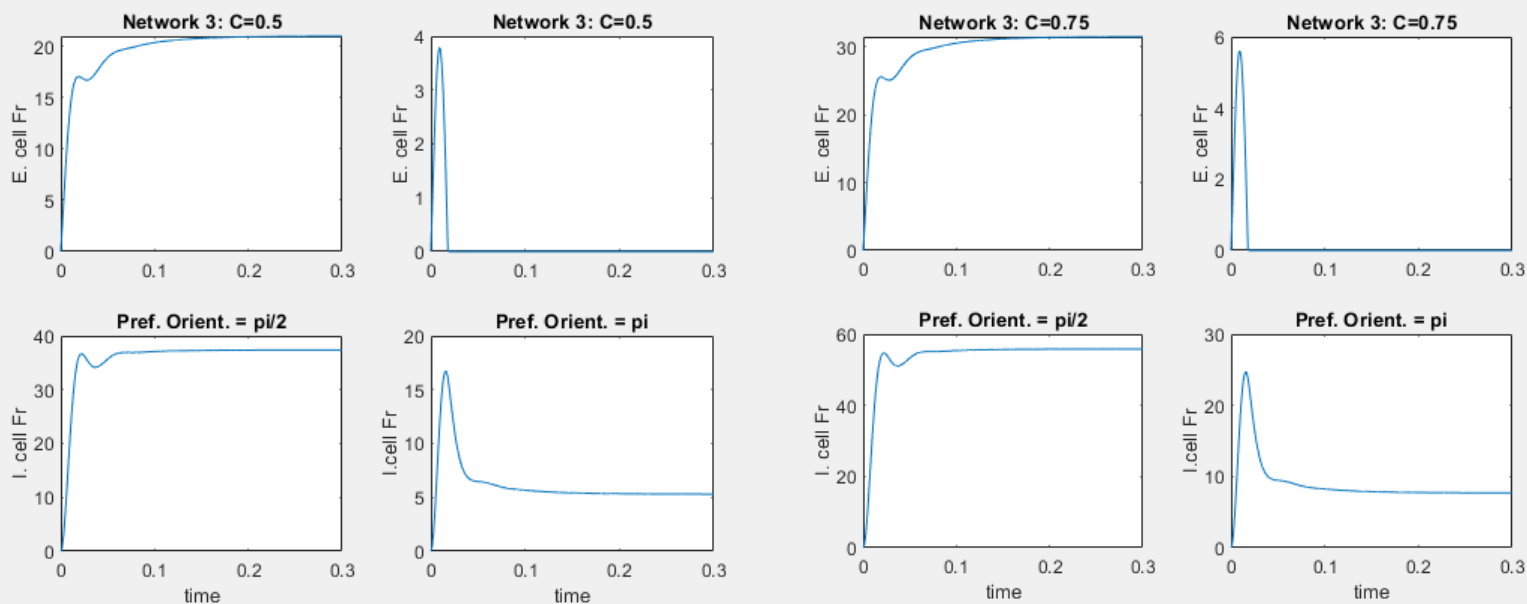 Network 3: C=0.5
Network 3: C=0.5
Network 3: C=0.75
Network 3: C=0.75
20
15
10
5
0
E. cell Fr
0 0.1 0.2 0.3
4
3
2
1
0
E. cell Fr
0 0.1 0.2 0.3
30
20
10
0
E. cell Fr
0 0.1 0.2 0.3
6
4
2
0
E. cell Fr
0 0.1 0.2 0.3
Pref. Orient. = pi/2
Pref. Orient. = pi
Pref. Orient. = pi/2
Pref. Orient. = pi
40
30
20
10
0
I. cell Fr
0 0.1 0.2 0.3
time
20
15
10
5
0
I.cell Fr
0 0.1 0.2 0.3
time
60
40
20
0
I. cell Fr
0 0.1 0.2 0.3
time
30
20
10
0
I.cell Fr
0 0.1 0.2 0.3
time